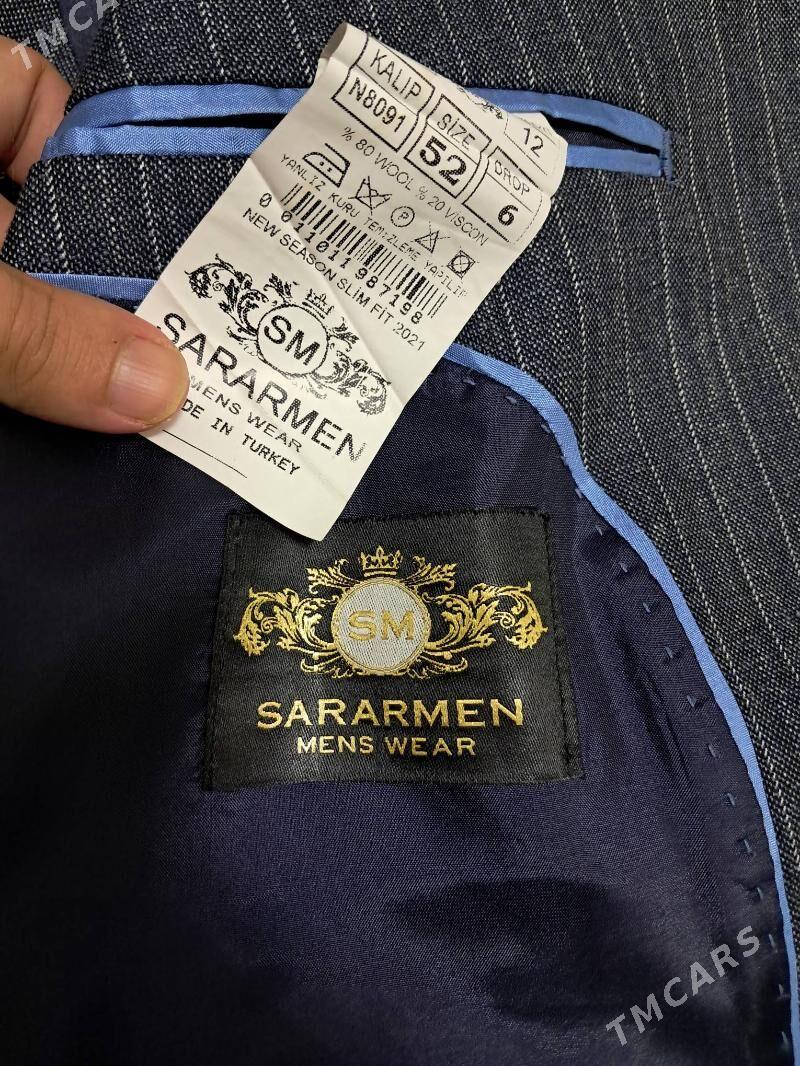 TMCARS
KALIP
SIZE
DROP
12
N8091
52
6
% 80 WOOL % 20 VISCON
YANLIZ KURU TEMİZLEME YAPILIR
0 011011 987198
NEW SEASON SLIM FIT 2021
SM
SARARMEN
MENS WEAR
DE IN TURKEY
SM
SARARMEN
MENS WEAR
TMCARS